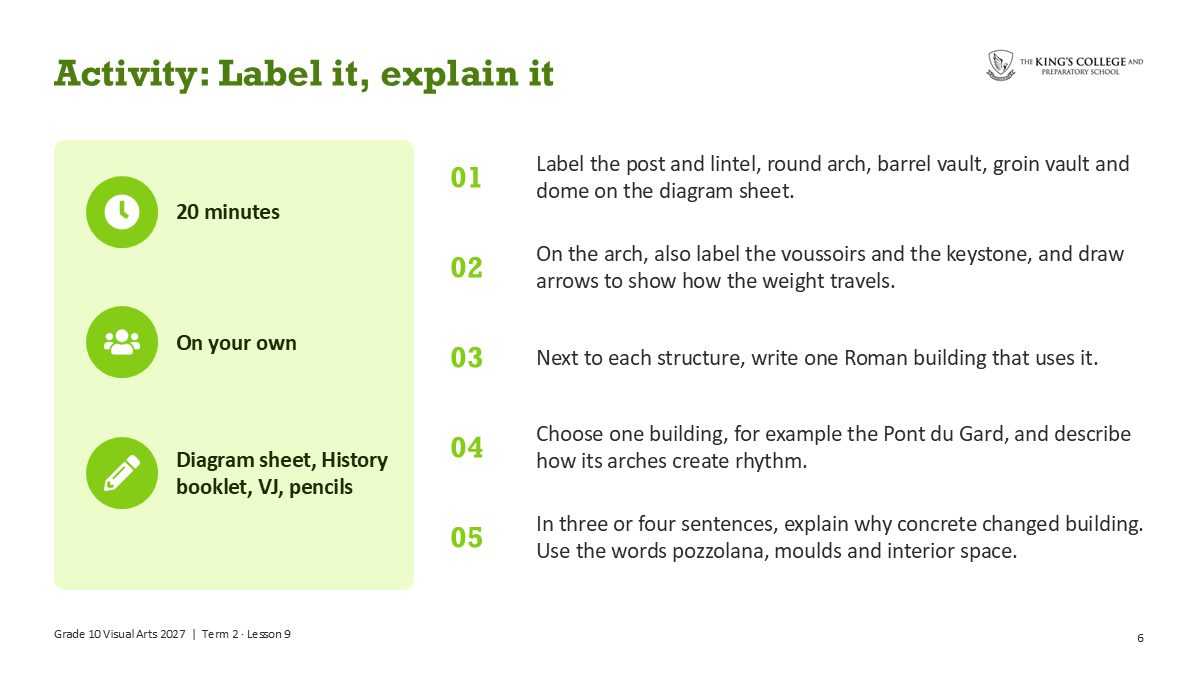 Activity: Label it, explain it
THE KING'S COLLEGE AND
PREPARATORY SCHOOL
20 minutes
On your own
Diagram sheet, History
booklet, VJ, pencils
01
Label the post and lintel, round arch, barrel vault, groin vault and
dome on the diagram sheet.
02
On the arch, also label the voussoirs and the keystone, and draw
arrows to show how the weight travels.
03
Next to each structure, write one Roman building that uses it.
04
Choose one building, for example the Pont du Gard, and describe
how its arches create rhythm.
05
In three or four sentences, explain why concrete changed building.
Use the words pozzolana, moulds and interior space.
Grade 10 Visual Arts 2027 | Term 2 · Lesson 9
6